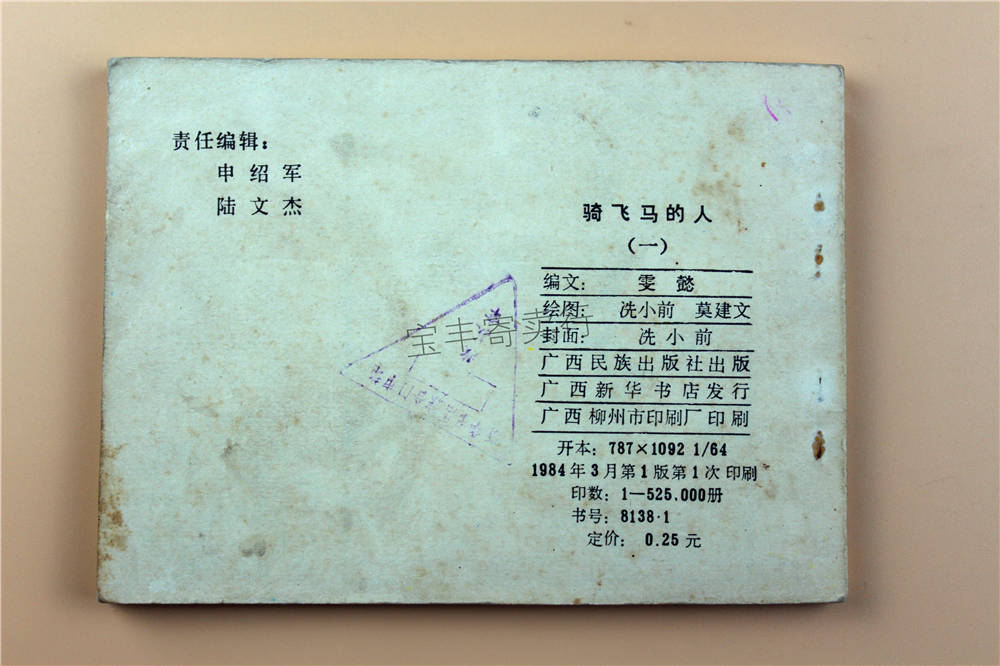 责任编辑:
申绍军
陆文杰
骑飞马的人
(一)
编文: 雯懿
绘图: 冼小前 莫建文
封面: 冼小前
广西民族出版社出版
广西新华书店发行
广西柳州市印刷厂印刷
开本: 787×1092 1/64
1984年3月第1版第1次印刷
印数: 1—525,000册
书号: 8138·1
定价: 0.25元
宝丰寄卖行